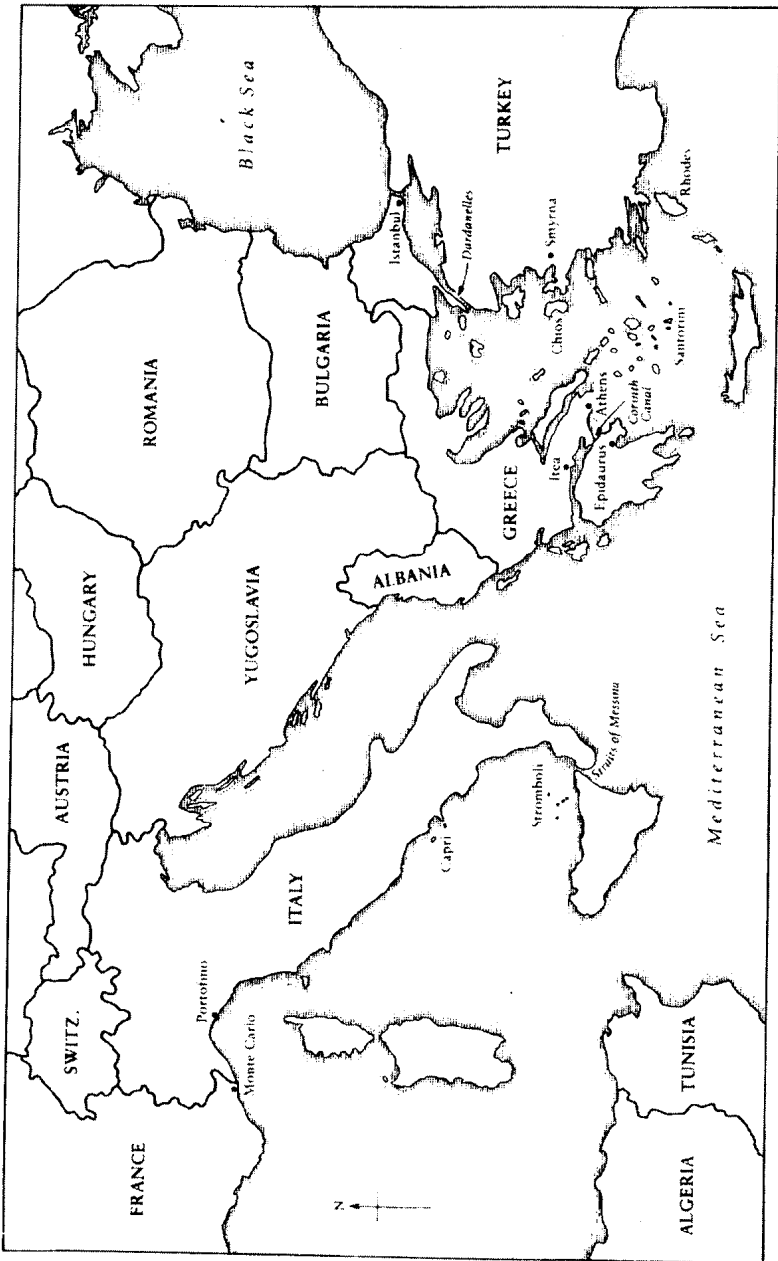 FRANCE
SWITZ.
AUSTRIA
HUNGARY
ROMANIA
Black Sea
Portofino
Monte Carlo
ITALY
YUGOSLAVIA
BULGARIA
Istanbul
TURKEY
Dardanelles
ALBANIA
GREECE
Capri
Stromboli
Straits of Messina
Itea
Epidaurus
Athens
Corinth
Canal
Chios
Smyrna
Santorini
Rhodes
N
Mediterranean Sea
ALGERIA
TUNISIA